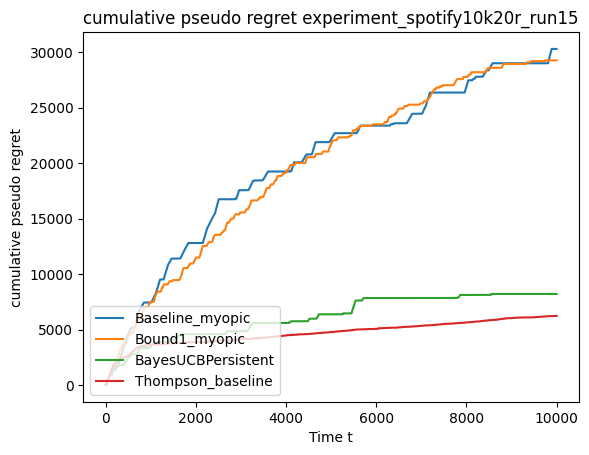 cumulative pseudo regret experiment_spotify10k20r_run15
30000
25000
20000
15000
10000
5000
0
cumulative pseudo regret
Baseline_myopic
Bound1_myopic
BayesUCBPersistent
Thompson_baseline
0 2000 4000 6000 8000 10000
Time t